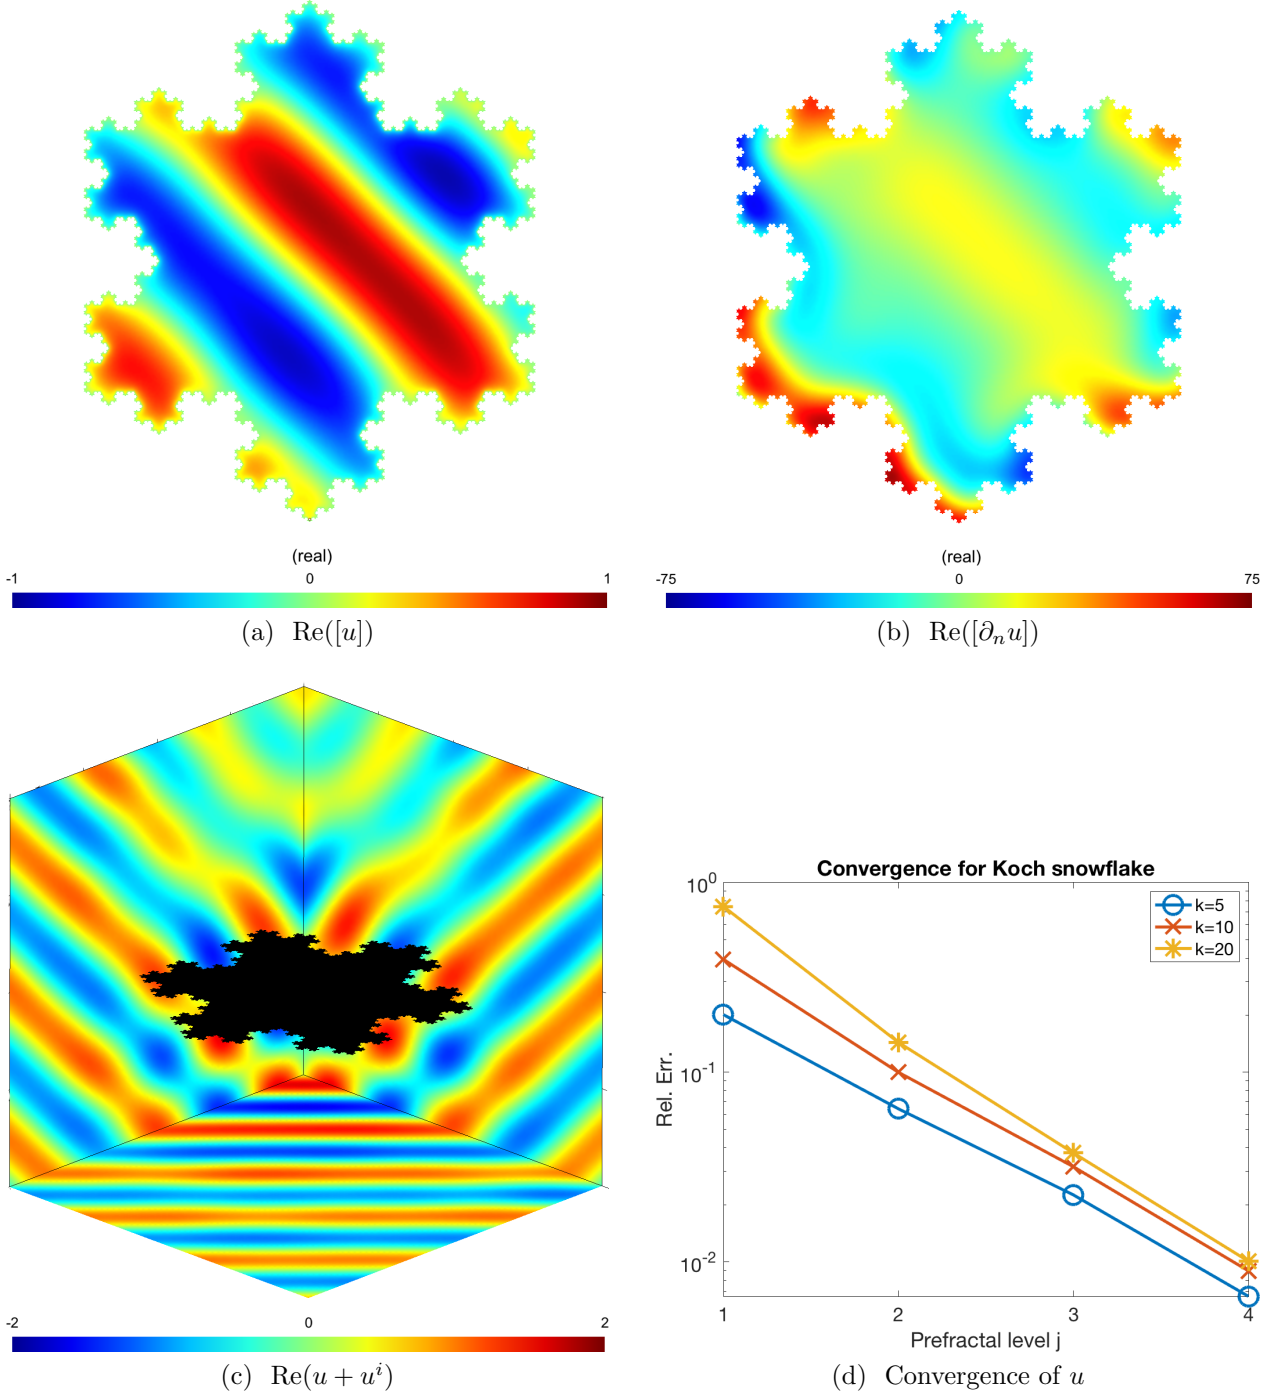 (real)
-1 0 1
(a) Re([u])
(real)
-75 0 75
(b) Re([∂ₙu])
-2 0 2
(c) Re(u + uⁱ)
Convergence for Koch snowflake
10⁰
10⁻¹
10⁻²
Rel. Err.
k=5
k=10
k=20
1 2 3 4
Prefractal level j
(d) Convergence of u